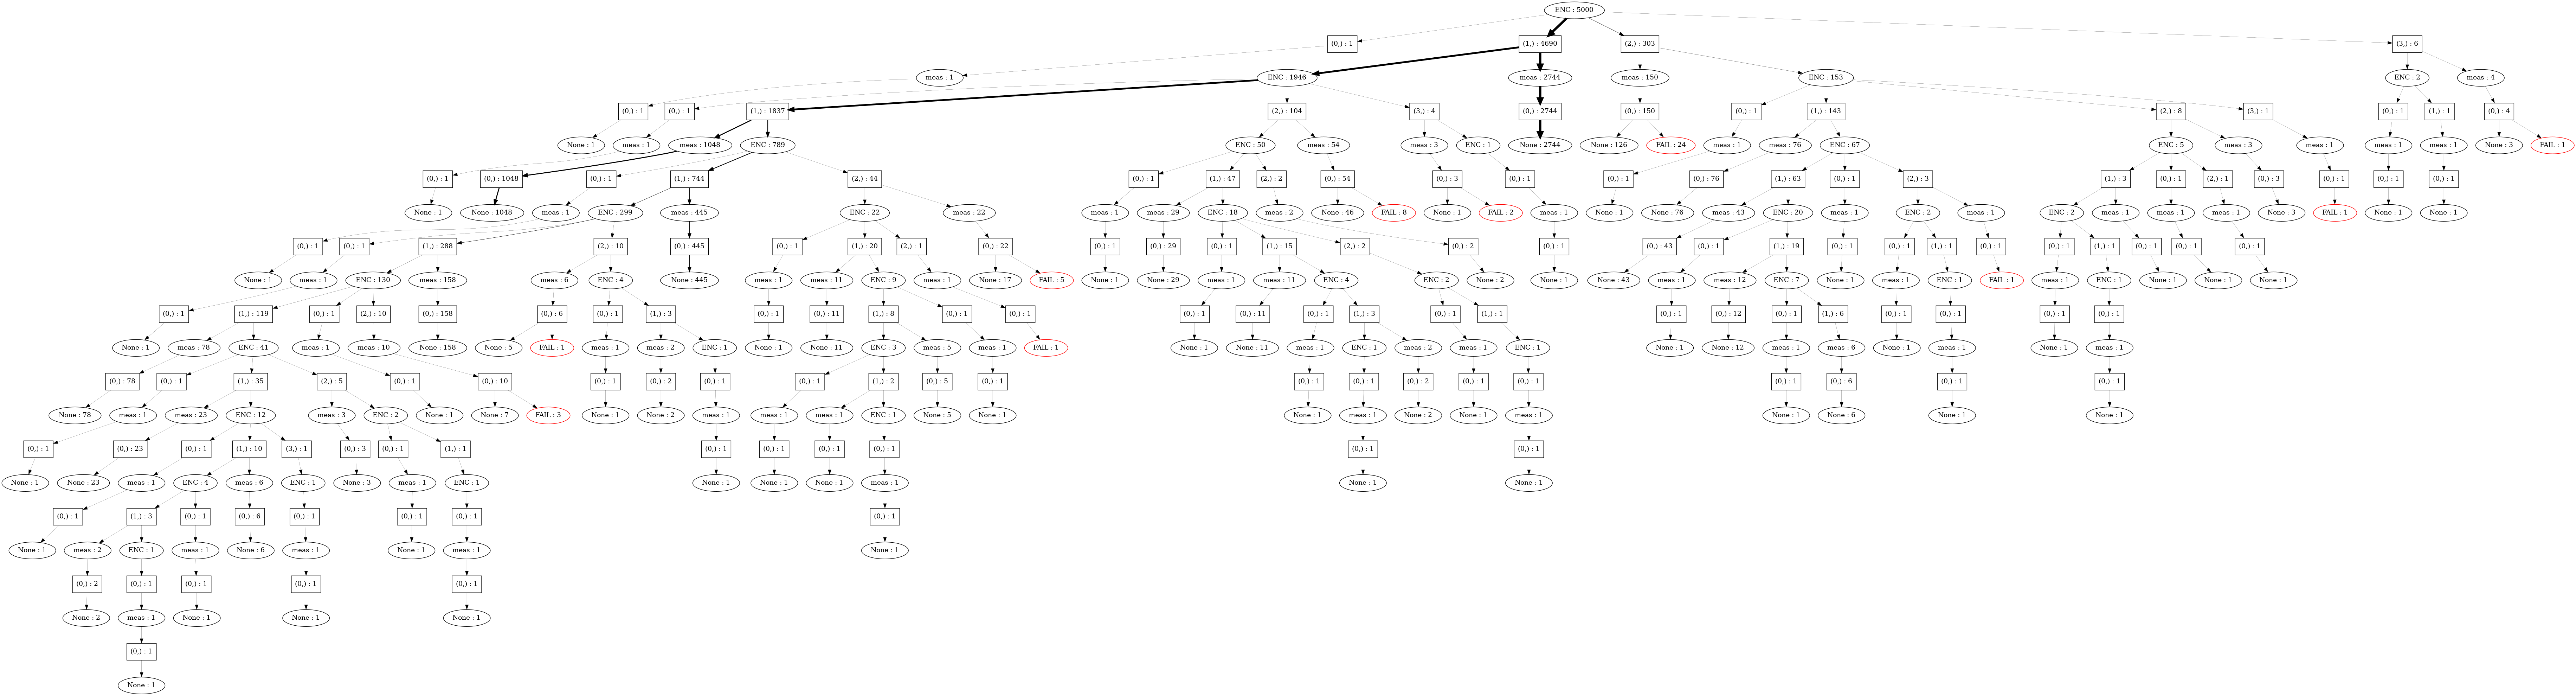 ENC : 5000
(0,) : 1 (1,) : 4690 (2,) : 303 (3,) : 6
meas : 1 ENC : 1946 meas : 2744 meas : 150 ENC : 153 ENC : 2 meas : 4
(0,) : 1 (0,) : 1 (1,) : 1837 (2,) : 104 (3,) : 4 (0,) : 2744 (0,) : 150 (0,) : 1 (1,) : 143 (2,) : 8 (3,) : 1 (0,) : 1 (1,) : 1 (0,) : 4
None : 1 meas : 1 meas : 1048 ENC : 789 ENC : 50 meas : 54 meas : 3 ENC : 1 None : 2744 None : 126 FAIL : 24 meas : 1 meas : 76 ENC : 67 ENC : 5 meas : 3 meas : 1 meas : 1 meas : 1 None : 3 FAIL : 1
(0,) : 1 (0,) : 1048 (0,) : 1 (1,) : 744 (2,) : 44 (0,) : 1 (1,) : 47 (2,) : 2 (0,) : 54 (0,) : 3 (0,) : 1 (0,) : 1 (0,) : 76 (1,) : 63 (0,) : 1 (2,) : 3 (1,) : 3 (0,) : 1 (2,) : 1 (0,) : 3 (0,) : 1 (0,) : 1 (0,) : 1
None : 1 None : 1048 meas : 1 ENC : 299 meas : 445 ENC : 22 meas : 22 meas : 1 meas : 29 ENC : 18 meas : 2 None : 46 FAIL : 8 None : 1 FAIL : 2 meas : 1 None : 1 None : 76 meas : 43 ENC : 20 meas : 1 ENC : 2 meas : 1 ENC : 2 meas : 1 meas : 1 meas : 1 None : 3 FAIL : 1 None : 1 None : 1
(0,) : 1 (0,) : 1 (1,) : 288 (2,) : 10 (0,) : 445 (0,) : 1 (1,) : 20 (2,) : 1 (0,) : 22 (0,) : 1 (0,) : 29 (0,) : 1 (1,) : 15 (2,) : 2 (0,) : 2 (0,) : 1 (0,) : 43 (0,) : 1 (1,) : 19 (0,) : 1 (0,) : 1 (1,) : 1 (0,) : 1 (0,) : 1 (1,) : 1 (0,) : 1 (0,) : 1 (0,) : 1
None : 1 meas : 1 ENC : 130 meas : 158 meas : 6 ENC : 4 None : 445 meas : 1 meas : 11 ENC : 9 meas : 1 None : 17 FAIL : 5 None : 1 None : 29 meas : 1 meas : 11 ENC : 4 ENC : 2 None : 2 None : 1 None : 43 meas : 1 meas : 12 ENC : 7 None : 1 meas : 1 ENC : 1 FAIL : 1 meas : 1 ENC : 1 None : 1 None : 1 None : 1
(0,) : 1 (1,) : 119 (0,) : 1 (2,) : 10 (0,) : 158 (0,) : 6 (0,) : 1 (1,) : 3 (0,) : 1 (0,) : 11 (1,) : 8 (0,) : 1 (0,) : 1 (0,) : 1 (0,) : 11 (0,) : 1 (1,) : 3 (0,) : 1 (1,) : 1 (0,) : 1 (0,) : 12 (0,) : 1 (1,) : 6 (0,) : 1 (0,) : 1 (0,) : 1 (0,) : 1
None : 1 meas : 78 ENC : 41 meas : 1 meas : 10 None : 158 None : 5 FAIL : 1 meas : 1 meas : 2 ENC : 1 None : 1 None : 11 ENC : 3 meas : 5 meas : 1 FAIL : 1 None : 1 None : 11 meas : 1 ENC : 1 meas : 2 meas : 1 ENC : 1 None : 1 None : 12 meas : 1 meas : 6 None : 1 meas : 1 None : 1 meas : 1
(0,) : 78 (0,) : 1 (1,) : 35 (2,) : 5 (0,) : 1 (0,) : 10 (0,) : 1 (0,) : 2 (0,) : 1 (0,) : 1 (1,) : 2 (0,) : 5 (0,) : 1 (0,) : 1 (0,) : 1 (0,) : 2 (0,) : 1 (0,) : 1 (0,) : 1 (0,) : 6 (0,) : 1 (0,) : 1
None : 78 meas : 1 meas : 23 ENC : 12 meas : 3 ENC : 2 None : 1 None : 7 FAIL : 3 None : 1 None : 2 meas : 1 meas : 1 meas : 1 ENC : 1 None : 5 None : 1 None : 1 meas : 1 None : 2 None : 1 meas : 1 None : 1 None : 6 None : 1 None : 1
(0,) : 1 (0,) : 23 (0,) : 1 (1,) : 10 (3,) : 1 (0,) : 3 (0,) : 1 (1,) : 1 (0,) : 1 (0,) : 1 (0,) : 1 (0,) : 1 (0,) : 1 (0,) : 1
None : 1 None : 23 meas : 1 ENC : 4 meas : 6 ENC : 1 None : 3 meas : 1 ENC : 1 None : 1 None : 1 None : 1 meas : 1 None : 1 None : 1
(0,) : 1 (1,) : 3 (0,) : 1 (0,) : 6 (0,) : 1 (0,) : 1 (0,) : 1 (0,) : 1
None : 1 meas : 2 ENC : 1 meas : 1 None : 6 meas : 1 None : 1 meas : 1 None : 1
(0,) : 2 (0,) : 1 (0,) : 1 (0,) : 1 (0,) : 1
None : 2 meas : 1 None : 1 None : 1 None : 1
(0,) : 1
None : 1